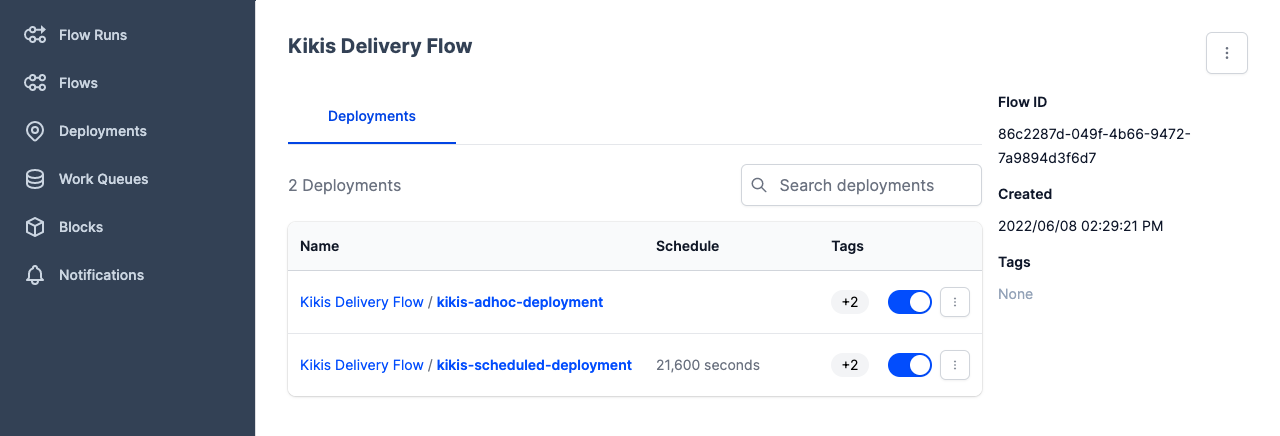 Flow Runs
Flows
Deployments
Work Queues
Blocks
Notifications
Kikis Delivery Flow
Deployments
2 Deployments
Search deployments
Name Schedule Tags
Kikis Delivery Flow / kikis-adhoc-deployment +2
Kikis Delivery Flow / kikis-scheduled-deployment 21,600 seconds +2
Flow ID
86c2287d-049f-4b66-9472-
7a9894d3f6d7
Created
2022/06/08 02:29:21 PM
Tags
None